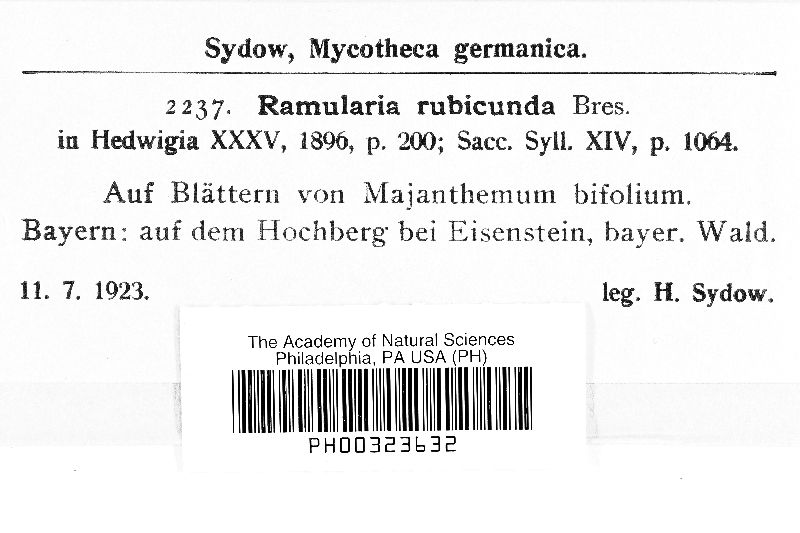 Sydow, Mycotheca germanica.
2237. Ramularia rubicunda Bres.
in Hedwigia XXXV, 1896, p. 200; Sacc. Syll. XIV, p. 1064.
Auf Blättern von Majanthemum bifolium.
Bayern: auf dem Hochberg bei Eisenstein, bayer. Wald.
11. 7. 1923. leg. H. Sydow.
The Academy of Natural Sciences
Philadelphia, PA USA (PH)
PH00323632